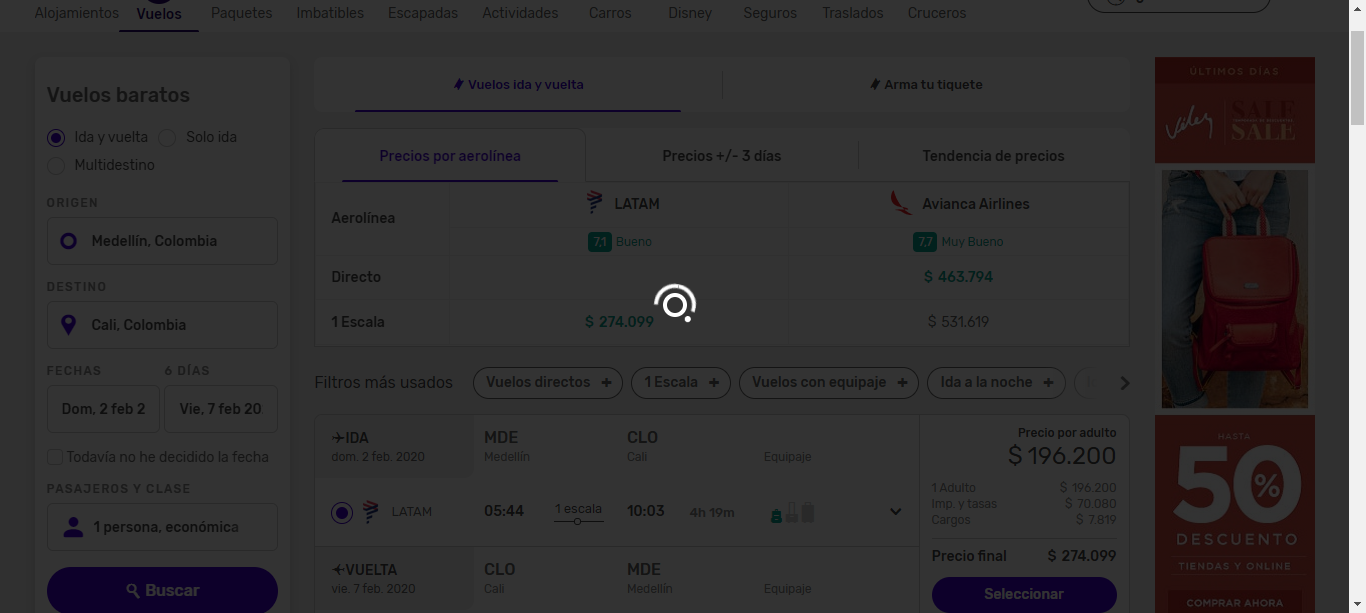 Alojamientos Vuelos Paquetes Imbatibles Escapadas Actividades Carros Disney Seguros Traslados Cruceros
Vuelos baratos
Ida y vuelta Solo ida
Multidestino
ORIGEN
Medellín, Colombia
DESTINO
Cali, Colombia
FECHAS 6 DÍAS
Dom, 2 feb 2 Vie, 7 feb 20
Todavía no he decidido la fecha
PASAJEROS Y CLASE
1 persona, económica
Buscar
Vuelos ida y vuelta Arma tu tiquete
Precios por aerolínea Precios +/- 3 días Tendencia de precios
Aerolínea LATAM Avianca Airlines
7,1 Bueno 7,7 Muy Bueno
Directo $ 463.794
1 Escala $ 274.099 $ 531.619
Filtros más usados Vuelos directos + 1 Escala + Vuelos con equipaje + Ida a la noche +
IDA MDE CLO
dom. 2 feb. 2020 Medellín Cali Equipaje
LATAM 05:44 1 escala 10:03 4h 19m
VUELTA CLO MDE
vie. 7 feb. 2020 Cali Medellín Equipaje
Precio por adulto
$ 196.200
1 Adulto $ 196.200
Imp. y tasas $ 70.080
Cargos $ 7.819
Precio final $ 274.099
Seleccionar
ÚLTIMOS DÍAS
Vélez SALE
SALE
HASTA
50%
DESCUENTO
TIENDAS Y ONLINE
COMPRAR AHORA